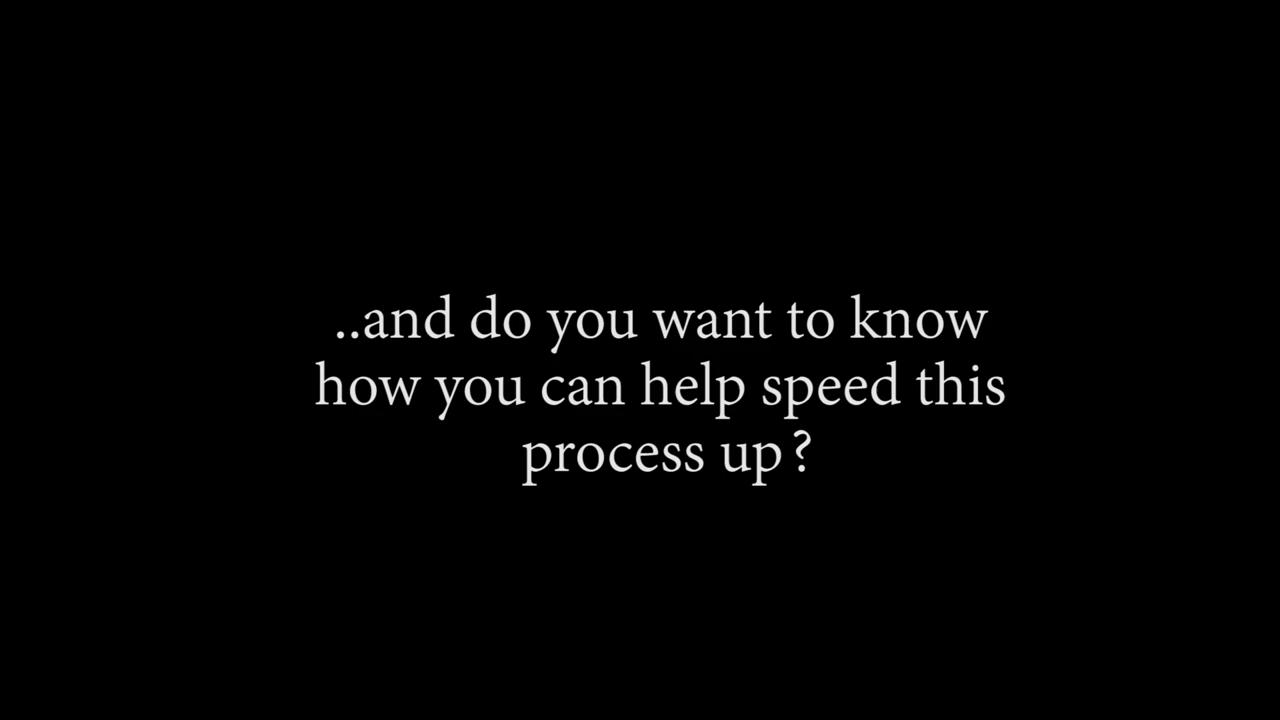 ..and do you want to know
how you can help speed this
process up?